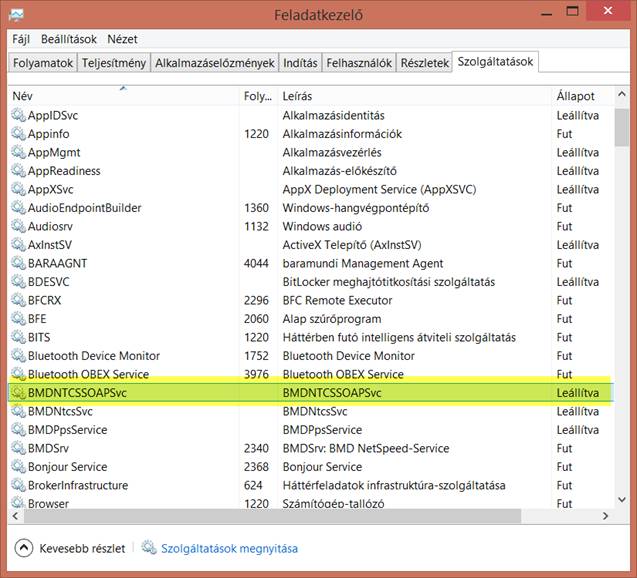 Feladatkezelő
Fájl Beállítások Nézet
Folyamatok Teljesítmény Alkalmazáselőzmények Indítás Felhasználók Részletek Szolgáltatások
Név Foly... Leírás Állapot
AppIDSvc Alkalmazásidentitás Leállítva
Appinfo 1220 Alkalmazásinformációk Fut
AppMgmt Alkalmazásvezérlés Leállítva
AppReadiness Alkalmazás-előkészítő Leállítva
AppXSvc AppX Deployment Service (AppXSVC) Leállítva
AudioEndpointBuilder 1360 Windows-hangvégpontépítő Fut
Audiosrv 1132 Windows audió Fut
AxInstSV ActiveX Telepítő (AxInstSV) Leállítva
BARAAGNT 4044 baramundi Management Agent Fut
BDESVC BitLocker meghajtótitkosítási szolgáltatás Leállítva
BFCRX 2296 BFC Remote Executor Fut
BFE 2060 Alap szűrőprogram Fut
BITS 1220 Háttérben futó intelligens átviteli szolgáltatás Fut
Bluetooth Device Monitor 1752 Bluetooth Device Monitor Fut
Bluetooth OBEX Service 3976 Bluetooth OBEX Service Fut
BMDNTCSSOAPSvc BMDNTCSSOAPSvc Leállítva
BMDNtcsSvc BMDNtcsSvc Leállítva
BMDPpsService BMDPpsService Leállítva
BMDSrv 2340 BMDSrv: BMD NetSpeed-Service Fut
Bonjour Service 2368 Bonjour Service Fut
BrokerInfrastructure 624 Háttérfeladatok infrastruktúra-szolgáltatása Fut
Browser 1220 Számítógép-tallózó Fut
Kevesebb részlet Szolgáltatások megnyitása